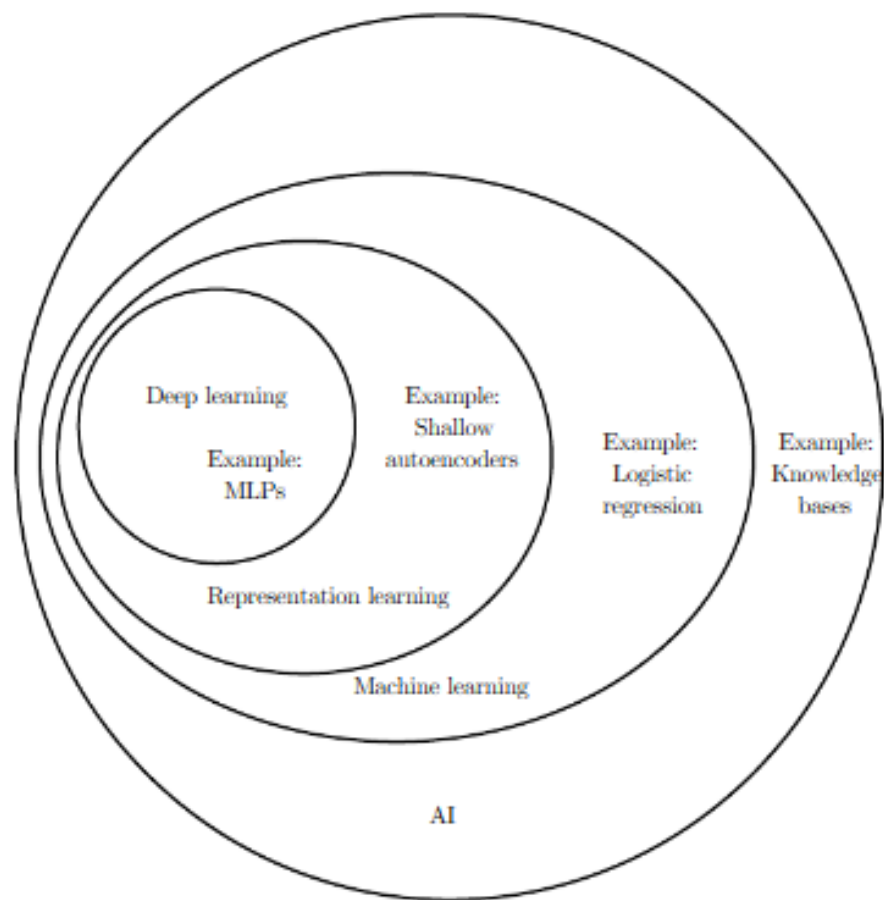 Deep learning
Example:
MLPs
Example:
Shallow
autoencoders
Example:
Logistic
regression
Example:
Knowledge
bases
Representation learning
Machine learning
AI